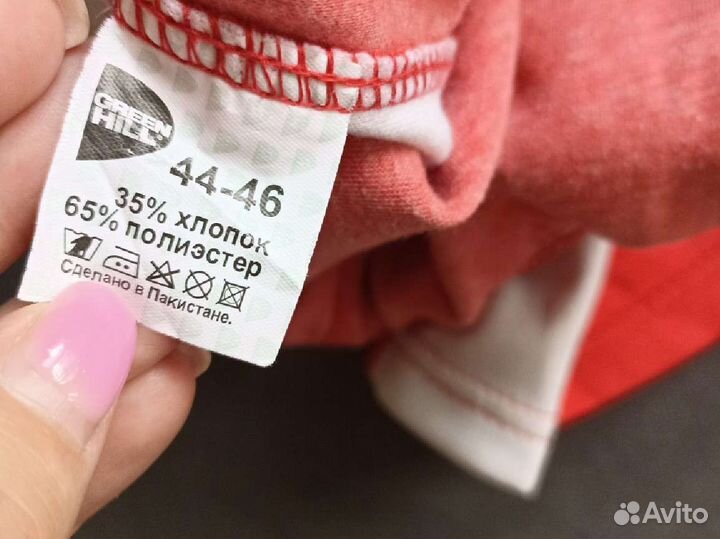 GREEN
HILL
44-46
35% хлопок
65% полиэстер
Сделано в Пакистане.
Avito